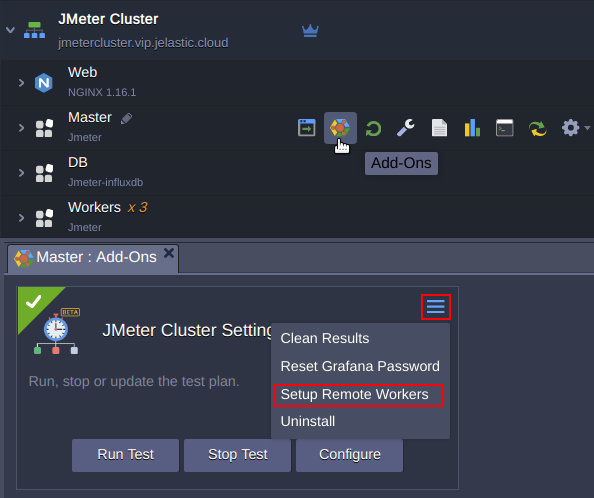 JMeter Cluster
jmetercluster.vip.jelastic.cloud
Web
NGINX 1.16.1
Master
Jmeter
Add-Ons
DB
Jmeter-influxdb
Workers x 3
Jmeter
Master : Add-Ons
BETA
JMeter Cluster Setting
Run, stop or update the test plan.
Clean Results
Reset Grafana Password
Setup Remote Workers
Uninstall
Run Test Stop Test Configure